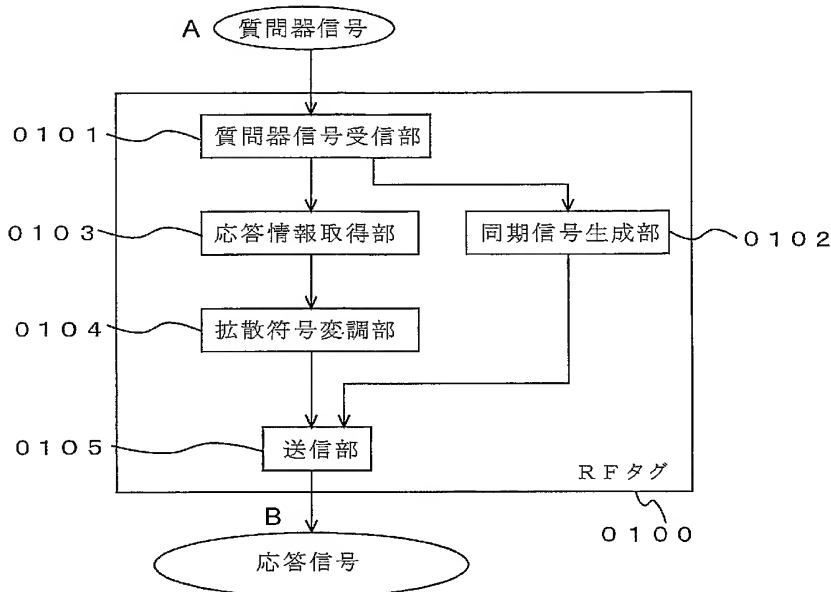 A
質問器信号
0101
質問器信号受信部
0103
応答情報取得部
同期信号生成部
0102
0104
拡散符号変調部
0105
送信部
RFタグ
0100
B
応答信号